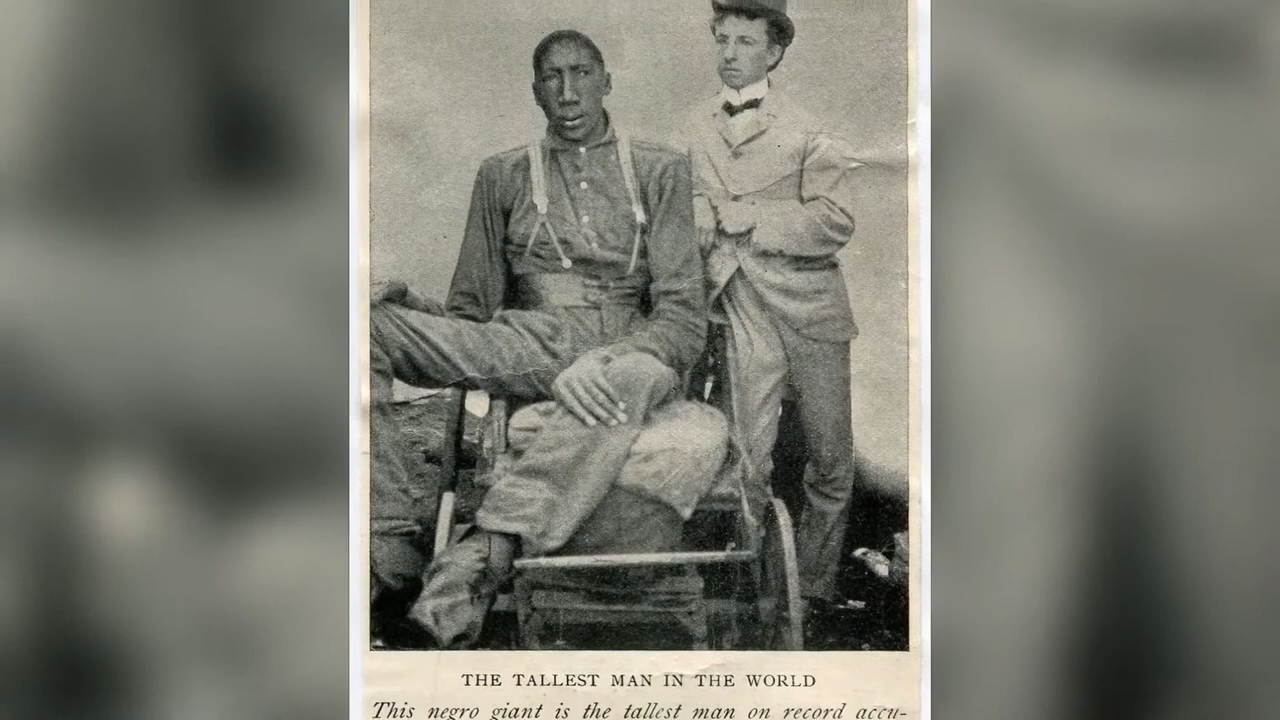 THE TALLEST MAN IN THE WORLD
This negro giant is the tallest man on record accu-